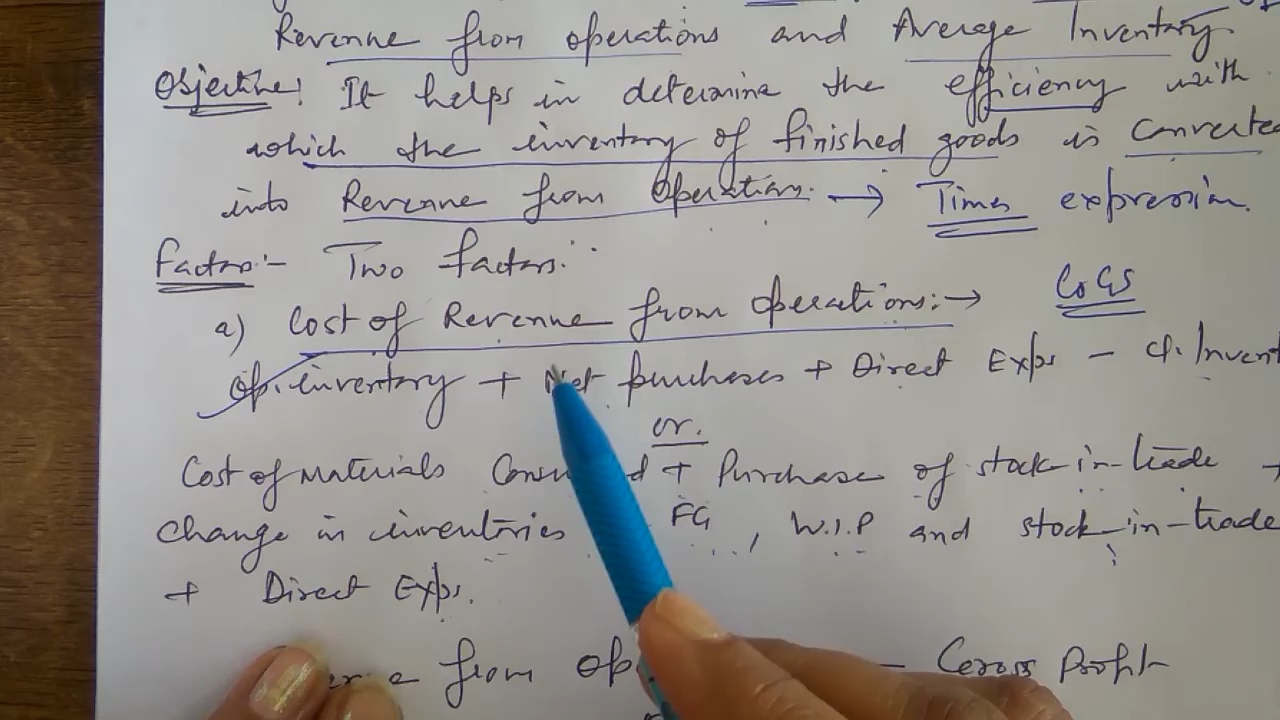 Revenue from operations and Average Inventory
Objective: It helps in determine the efficiency with
which the inventory of finished goods is Converted
into Revenue from Operation. → Times expression.
Factors:- Two factors:
a) Cost of Revenue from operations:→ COGS
op. inventory + Net purchases + Direct Exps - cl. Invent
or.
Cost of Materials + Purchase of stock in-trade +
Change in inventories FG, W.I.P and stock-in-trade
+ Direct Exps.
from - Gross Profit